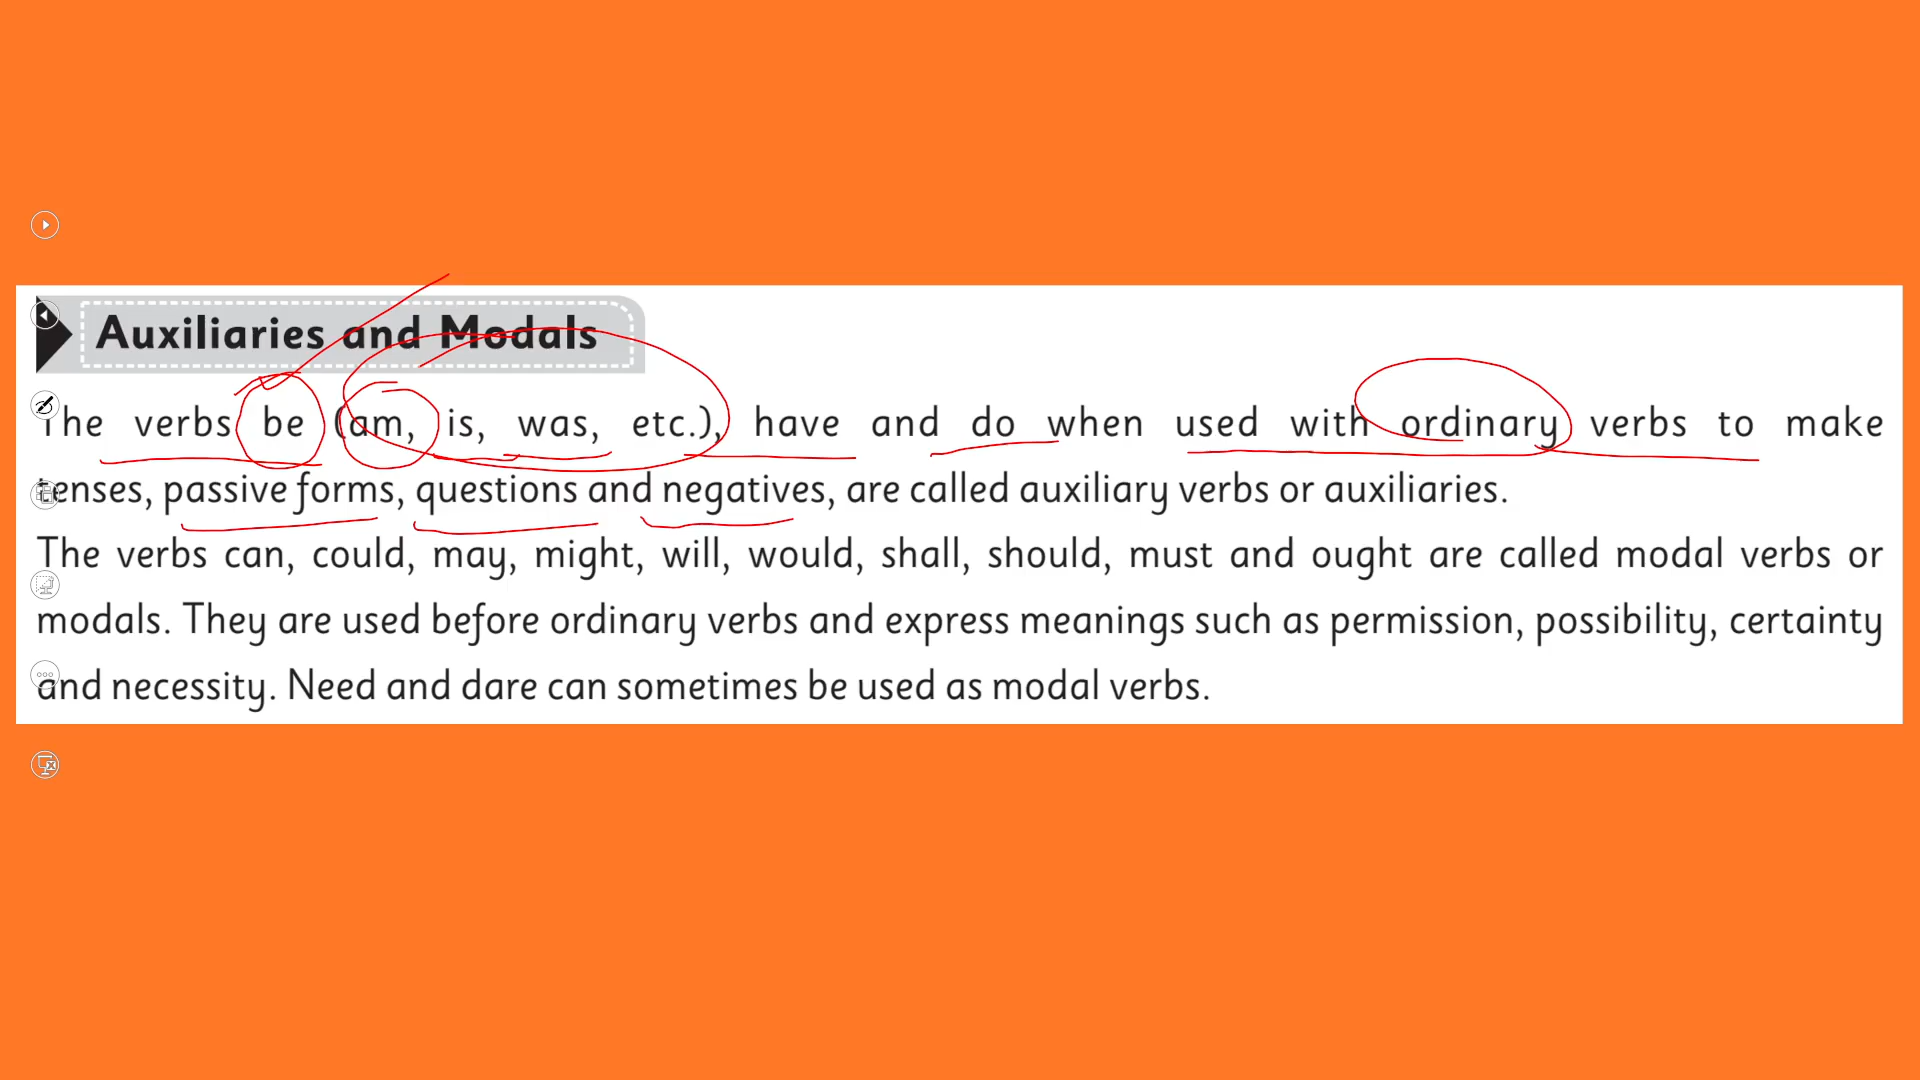 Auxiliaries and Modals
The verbs be (am, is, was, etc.), have and do when used with ordinary verbs to make
tenses, passive forms, questions and negatives, are called auxiliary verbs or auxiliaries.
The verbs can, could, may, might, will, would, shall, should, must and ought are called modal verbs or
modals. They are used before ordinary verbs and express meanings such as permission, possibility, certainty
and necessity. Need and dare can sometimes be used as modal verbs.